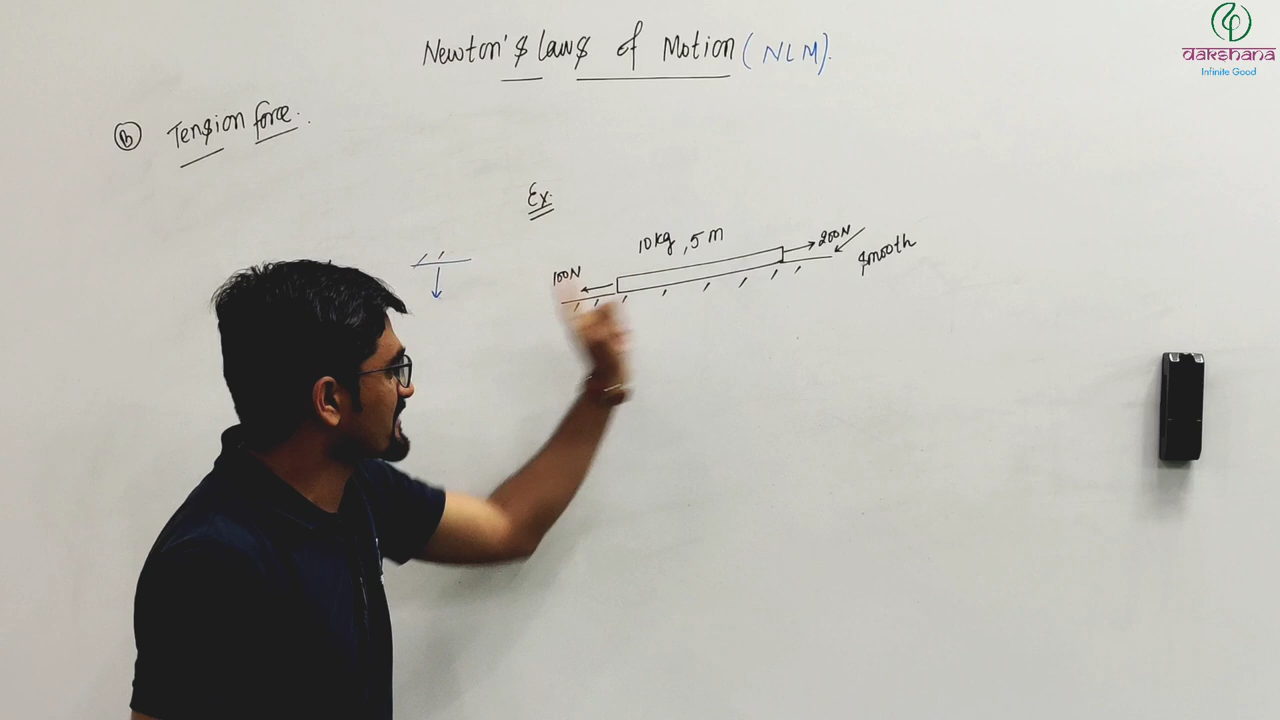 Newton's Laws of Motion (NLM).
dakshana
Infinite Good
B Tension force.
Ex.
10kg, 5m
100N
200N
smooth